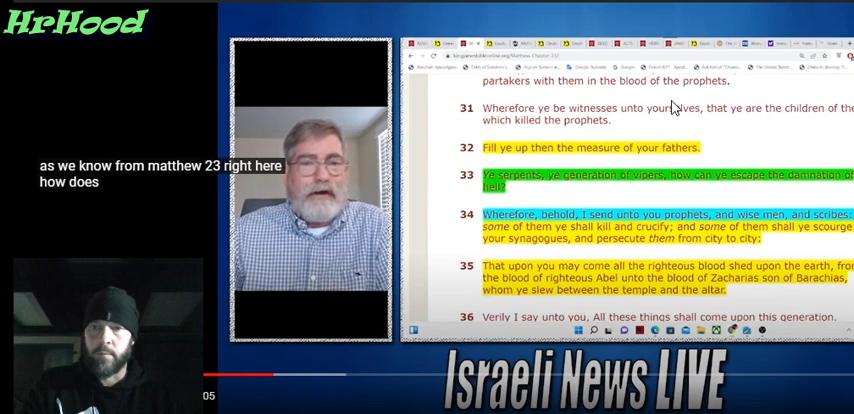 HrHood
kingjamesbibleonline.org/Matthew-Chapter-23/
partakers with them in the blood of the prophets.
31 Wherefore ye be witnesses unto yourselves, that ye are the children of the
which killed the prophets.
as we know from matthew 23 right here
how does
32 Fill ye up then the measure of your fathers.
33 Ye serpents, ye generation of vipers, how can ye escape the damnation of
hell?
34 Wherefore, behold, I send unto you prophets, and wise men, and scribes:
some of them ye shall kill and crucify; and some of them shall ye scourge
your synagogues, and persecute them from city to city:
35 That upon you may come all the righteous blood shed upon the earth, fro
the blood of righteous Abel unto the blood of Zacharias son of Barachias,
whom ye slew between the temple and the altar.
36 Verily I say unto you, All these things shall come upon this generation.
05
Israeli News LIVE